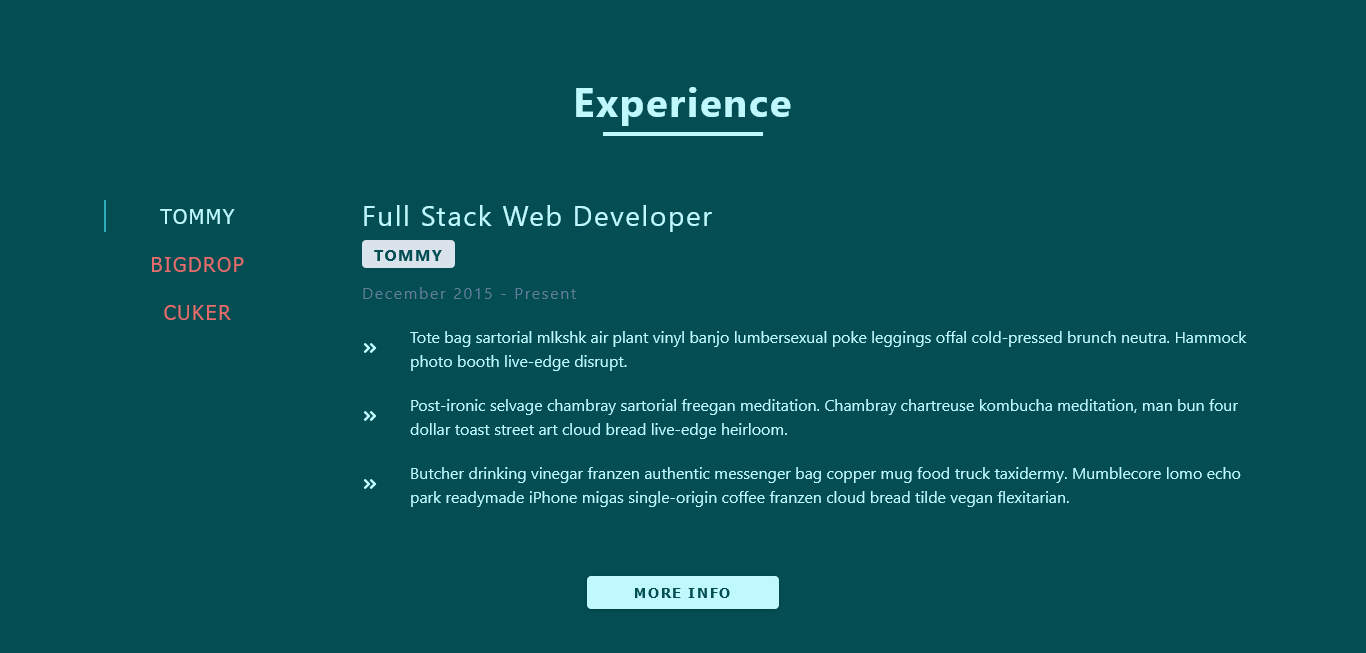 Experience
TOMMY
BIGDROP
CUKER
Full Stack Web Developer
TOMMY
December 2015 - Present
Tote bag sartorial mlkshk air plant vinyl banjo lumbersexual poke leggings offal cold-pressed brunch neutra. Hammock
photo booth live-edge disrupt.
Post-ironic selvage chambray sartorial freegan meditation. Chambray chartreuse kombucha meditation, man bun four
dollar toast street art cloud bread live-edge heirloom.
Butcher drinking vinegar franzen authentic messenger bag copper mug food truck taxidermy. Mumblecore lomo echo
park readymade iPhone migas single-origin coffee franzen cloud bread tilde vegan flexitarian.
MORE INFO